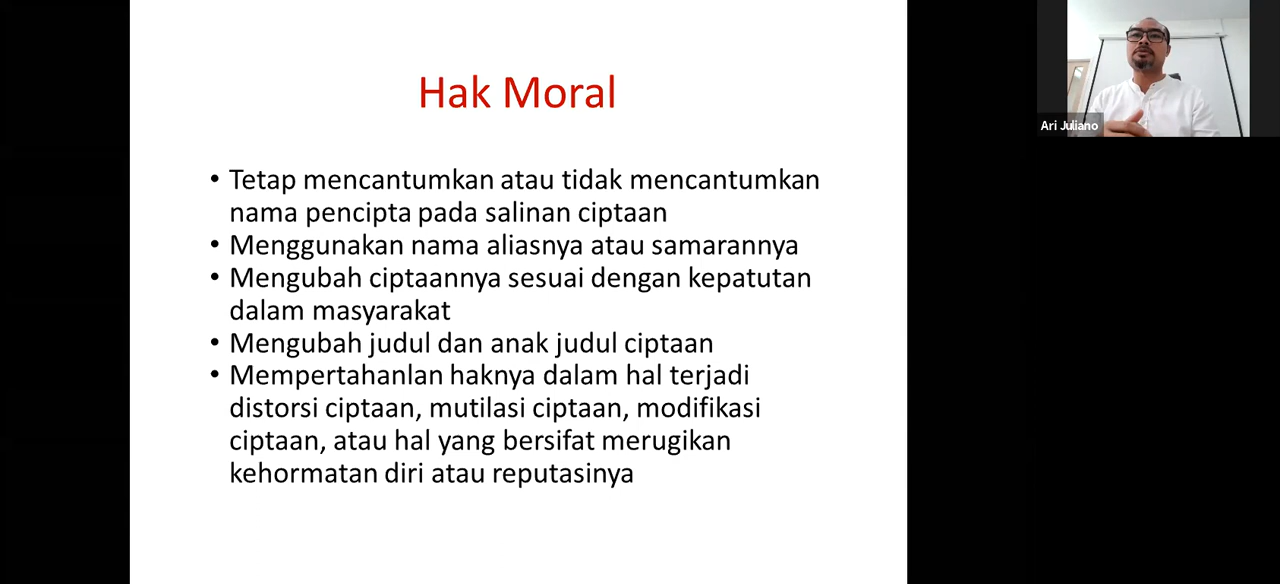 Hak Moral
• Tetap mencantumkan atau tidak mencantumkan
nama pencipta pada salinan ciptaan
• Menggunakan nama aliasnya atau samarannya
• Mengubah ciptaannya sesuai dengan kepatutan
dalam masyarakat
• Mengubah judul dan anak judul ciptaan
• Mempertahanlan haknya dalam hal terjadi
distorsi ciptaan, mutilasi ciptaan, modifikasi
ciptaan, atau hal yang bersifat merugikan
kehormatan diri atau reputasinya
Ari Juliano